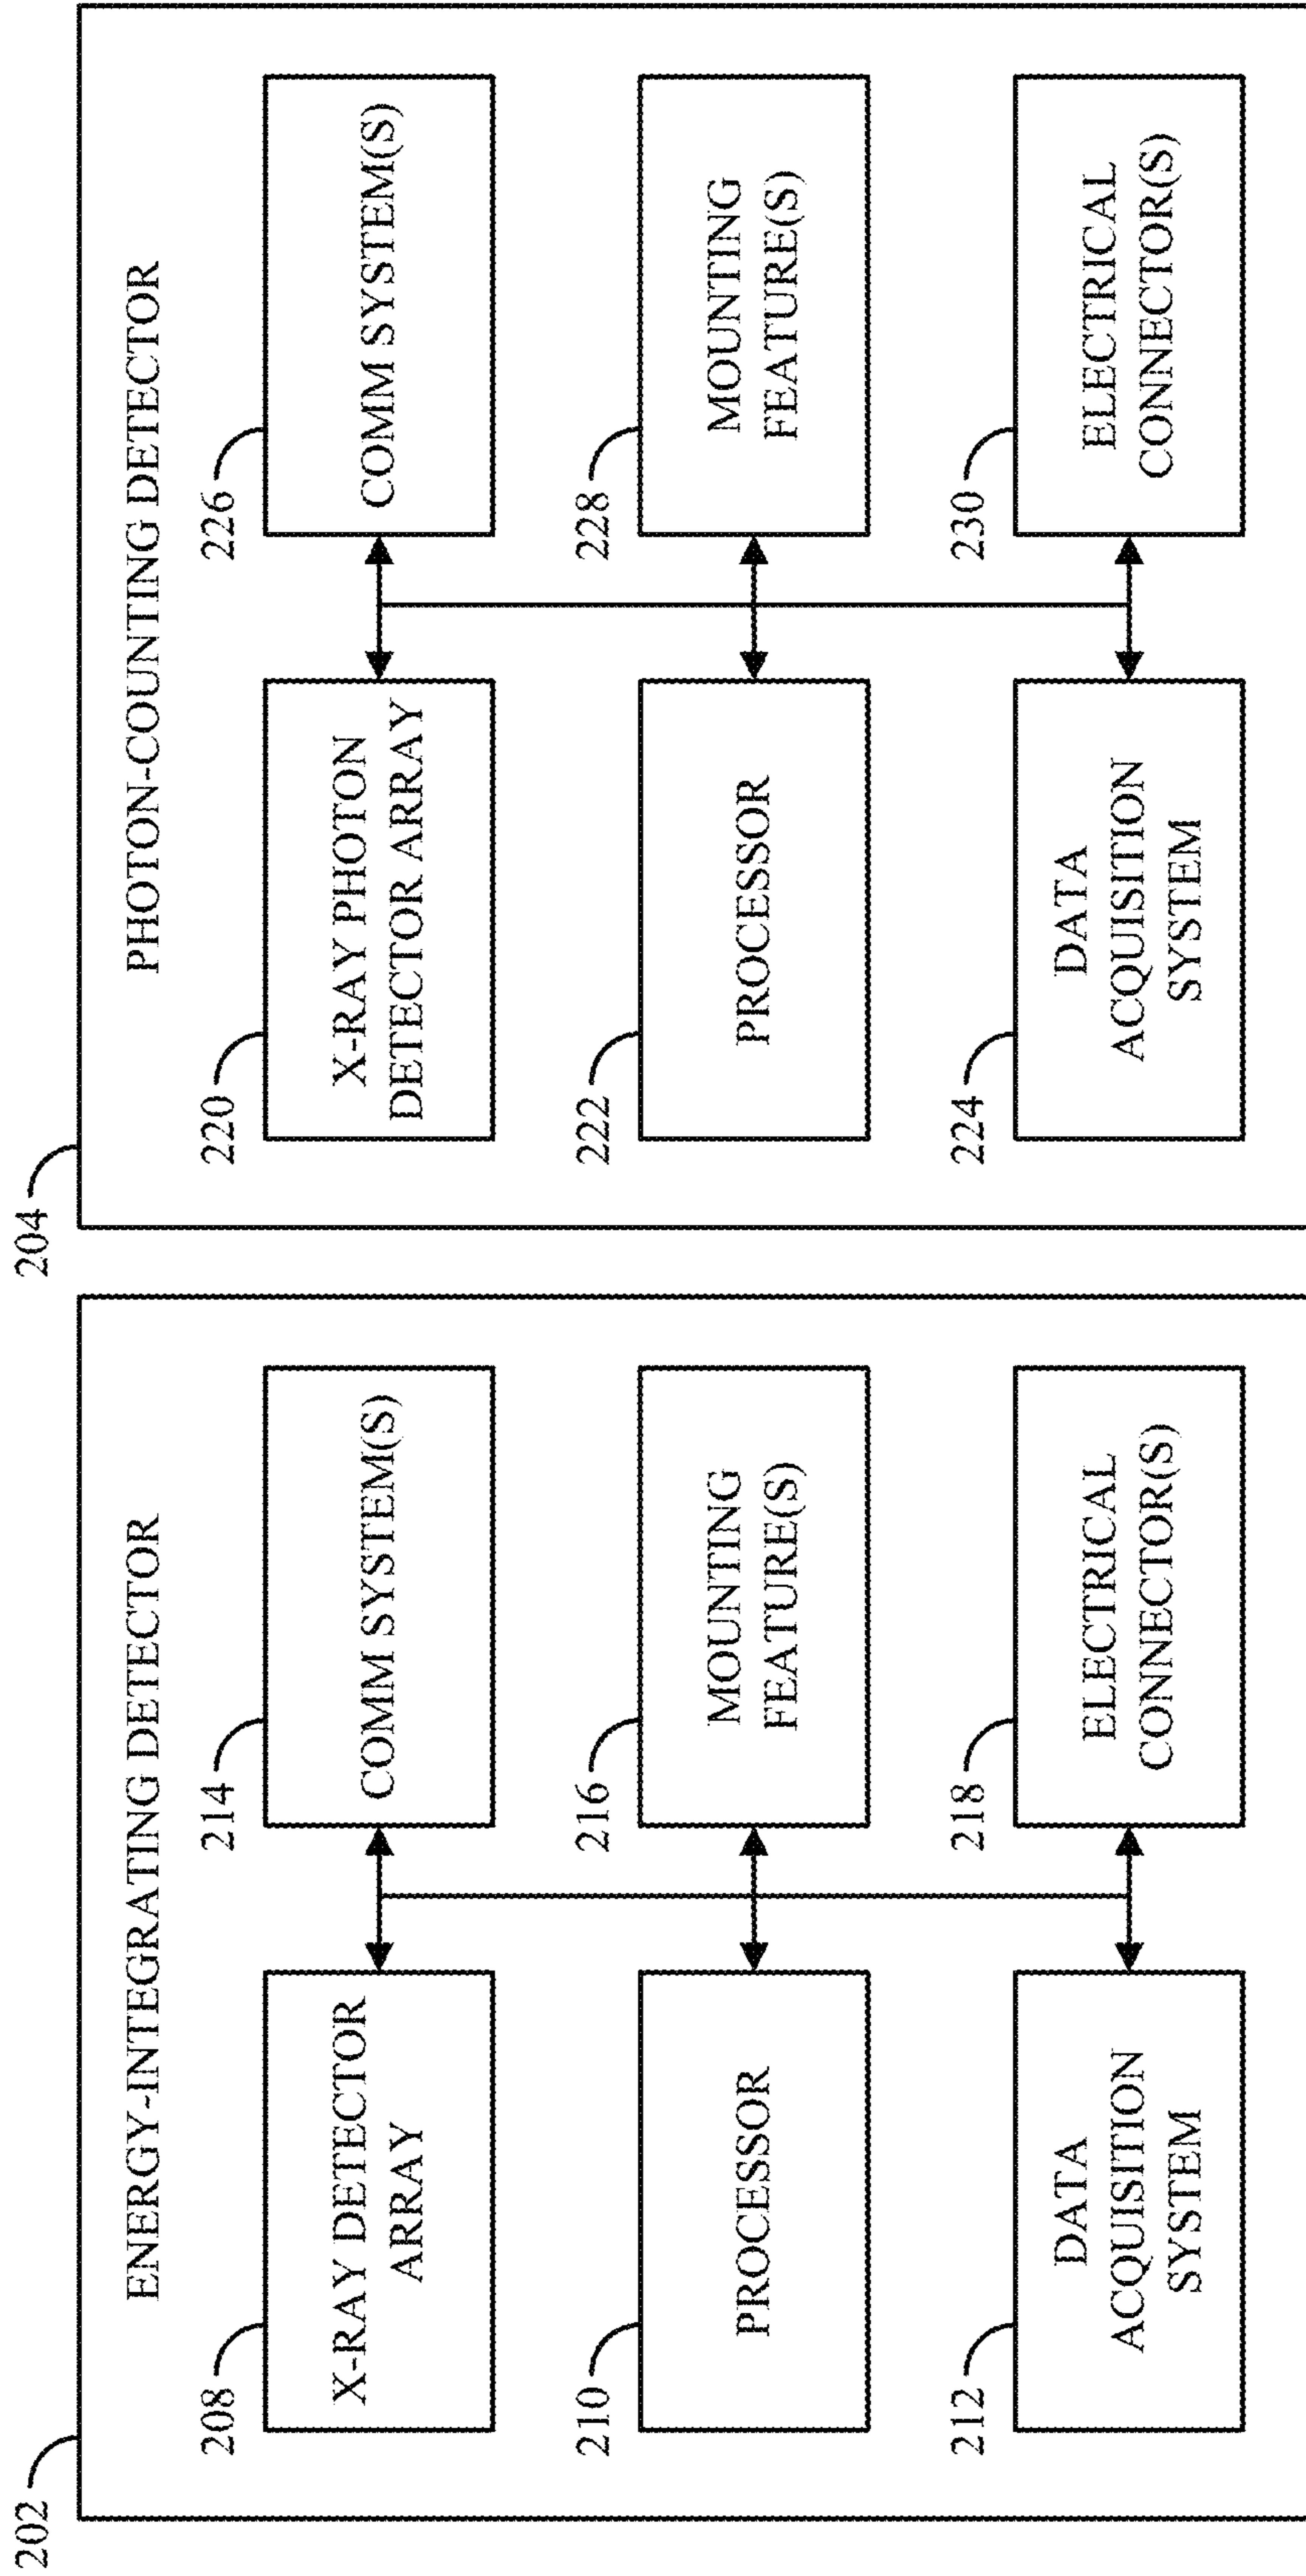 202
ENERGY-INTEGRATING DETECTOR
208
X-RAY DETECTOR
ARRAY
214
COMM SYSTEM(S)
210
PROCESSOR
216
MOUNTING
FEATURE(S)
212
DATA
ACQUISITION
SYSTEM
218
ELECTRICAL
CONNECTOR(S)
204
PHOTON-COUNTING DETECTOR
220
X-RAY PHOTON
DETECTOR ARRAY
226
COMM SYSTEM(S)
222
PROCESSOR
228
MOUNTING
FEATURE(S)
224
DATA
ACQUISITION
SYSTEM
230
ELECTRICAL
CONNECTOR(S)